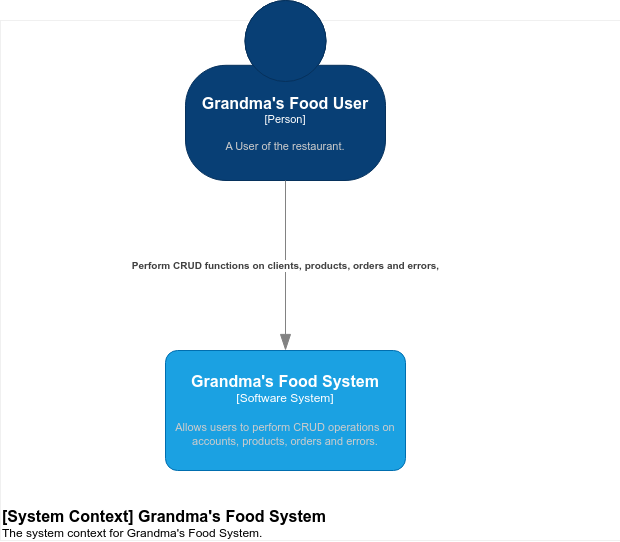 Grandma's Food User
[Person]
A User of the restaurant.
Perform CRUD functions on clients, products, orders and errors,
Grandma's Food System
[Software System]
Allows users to perform CRUD operations on
accounts, products, orders and errors.
[System Context] Grandma's Food System
The system context for Grandma's Food System.